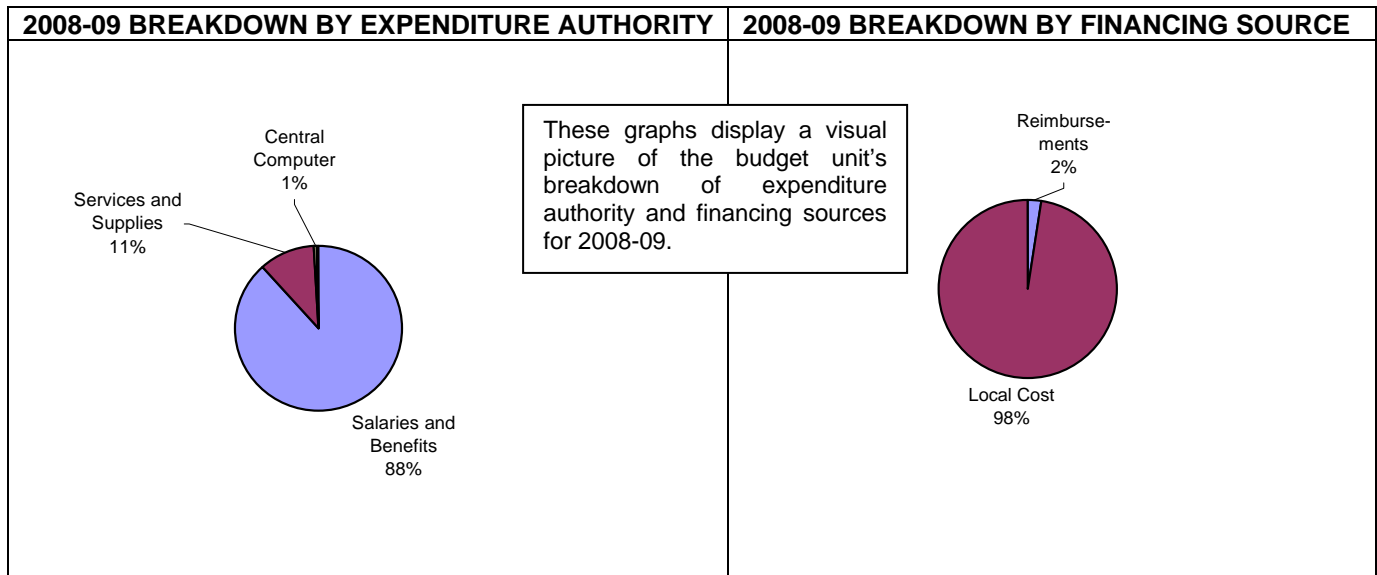 2008-09 BREAKDOWN BY EXPENDITURE AUTHORITY
2008-09 BREAKDOWN BY FINANCING SOURCE
Central
Computer
1%
Services and
Supplies
11%
Salaries and
Benefits
88%
These graphs display a visual
picture of the budget unit's
breakdown of expenditure
authority and financing sources
for 2008-09.
Reimburse-
ments
2%
Local Cost
98%